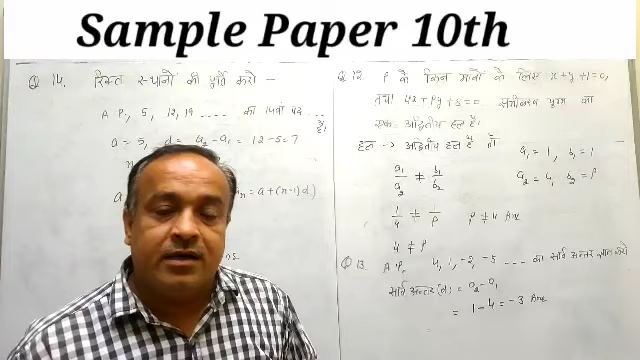 Sample Paper 10th
Q 14. रिक्त स्थानों की पूर्ति करो –
A P, 5, 12, 19 .... का 14वां पद ... है।
a = 5, d = a₂ – a₁ = 12 – 5 = 7
= a + (n-1) d)
Q 12. P के किन मानों के लिए x + y + 1 = 0,
तथा 4x + Py + 5 = 0 समीकरण युग्म का
एक अद्वितीय हल है।
हल → अद्वितीय हल है तो
a₁/a₂ ≠ b₁/b₂
a₁ = 1, b₁ = 1
a₂ = 4, b₂ = P
1/4 ≠ 1/P
P ≠ 4 Ans
4 ≠ P
Q 13. A P, 4, 1, -2, -5 .... का सार्व अन्तर ज्ञात करो
सार्व अन्तर (d) = a₂ – a₁
= 1 – 4 = –3 Ans